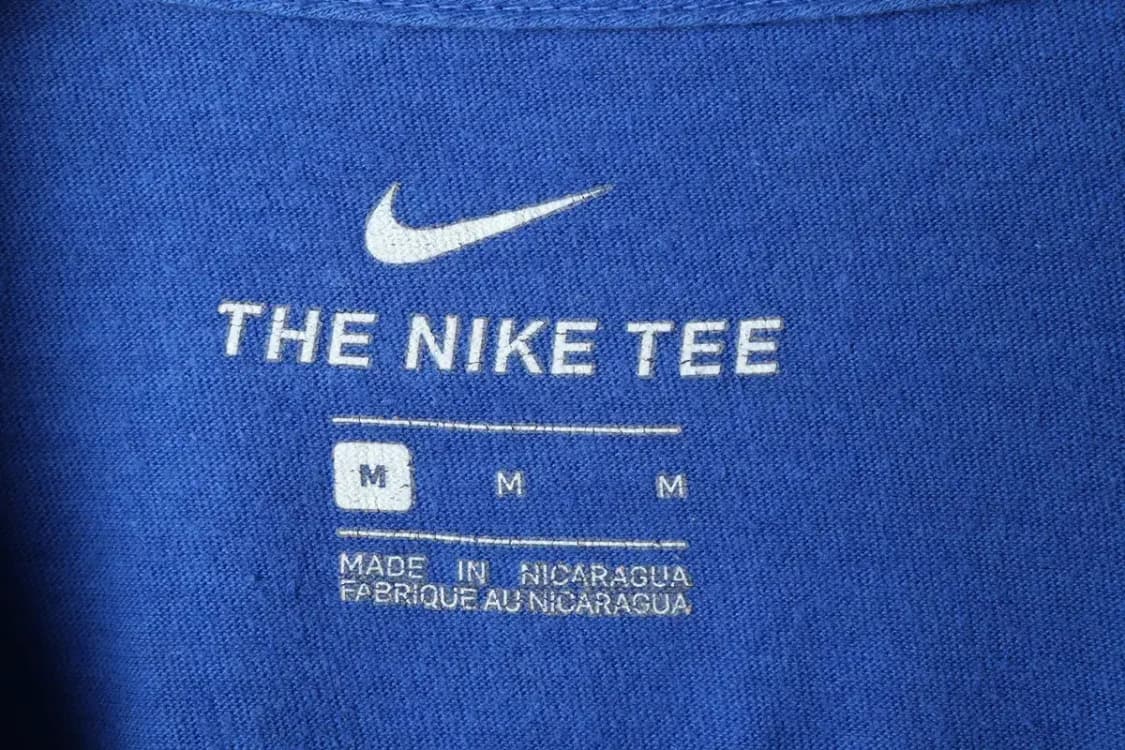 THE NIKE TEE
M M M
MADE IN NICARAGUA
FABRIQUE AU NICARAGUA